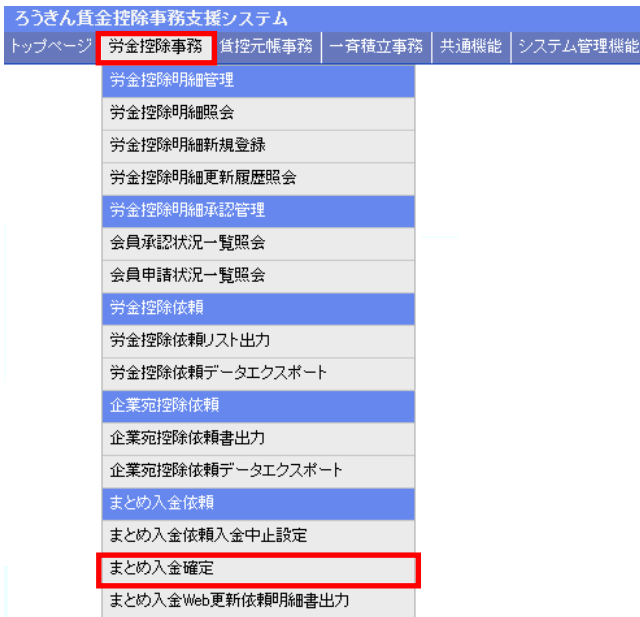 ろうきん賃金控除事務支援システム
トップページ 労金控除事務 賃控元帳事務 一斉積立事務 共通機能 システム管理機能
労金控除明細管理
労金控除明細照会
労金控除明細新規登録
労金控除明細更新履歴照会
労金控除明細承認管理
会員承認状況一覧照会
会員申請状況一覧照会
労金控除依頼
労金控除依頼リスト出力
労金控除依頼データエクスポート
企業宛控除依頼
企業宛控除依頼書出力
企業宛控除依頼データエクスポート
まとめ入金依頼
まとめ入金依頼入金中止設定
まとめ入金確定
まとめ入金Web更新依頼明細書出力